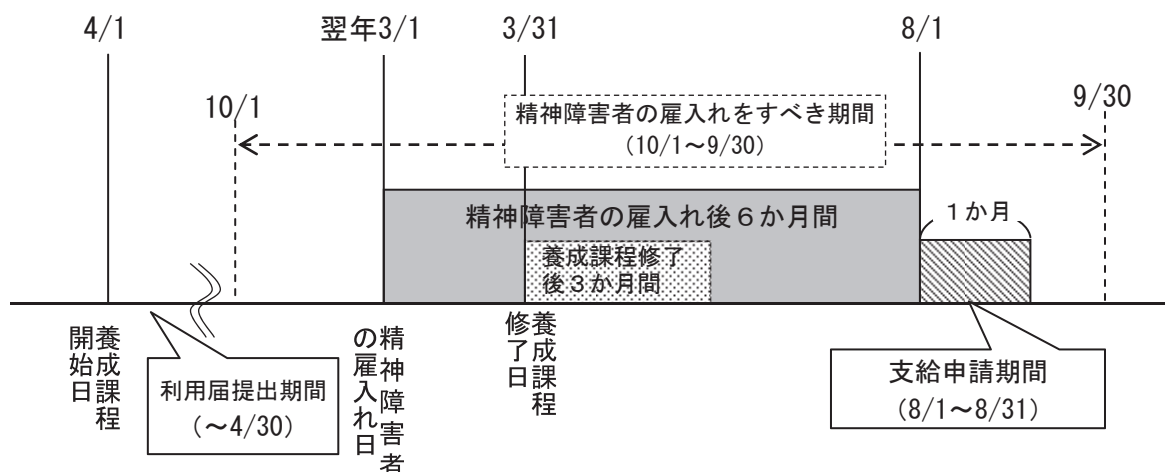 4/1
翌年3/1
3/31
8/1
10/1
精神障害者の雇入れをすべき期間
(10/1～9/30)
9/30
精神障害者の雇入れ後６か月間
１か月
養成課程修了
後３か月間
養成課程
開始日
利用届提出期間
(～4/30)
精神障害者
の雇入れ日
養成課程
修了日
支給申請期間
(8/1～8/31)